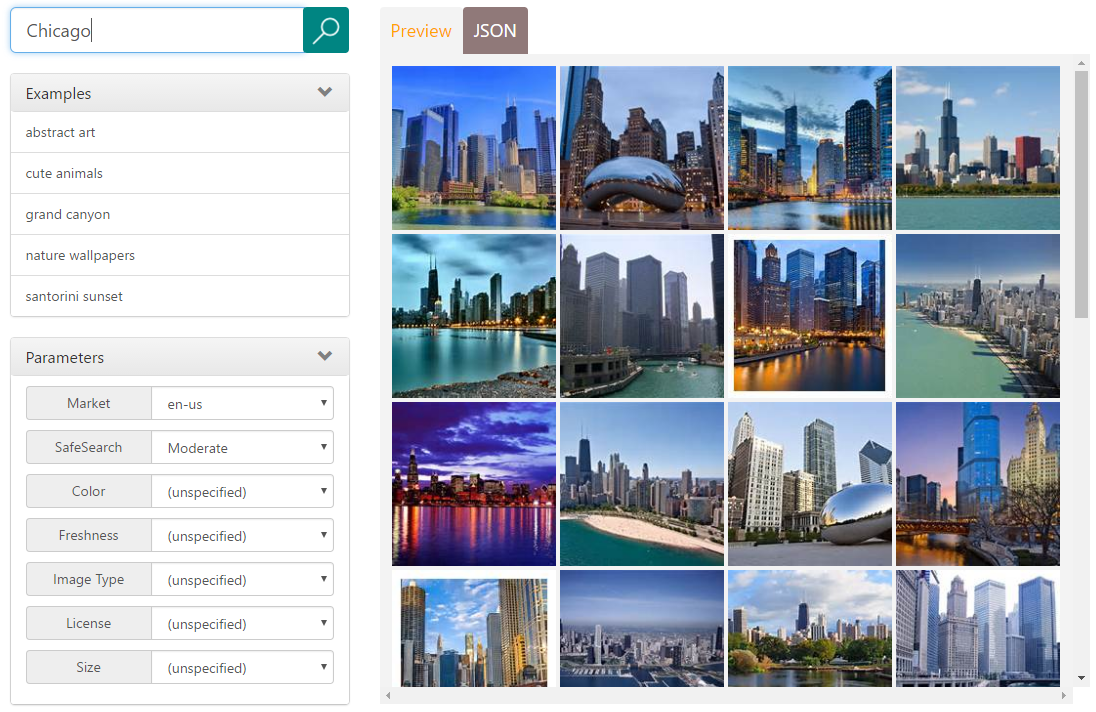 Chicago
Examples
abstract art
cute animals
grand canyon
nature wallpapers
santorini sunset
Parameters
Market en-us
SafeSearch Moderate
Color (unspecified)
Freshness (unspecified)
Image Type (unspecified)
License (unspecified)
Size (unspecified)
Preview JSON